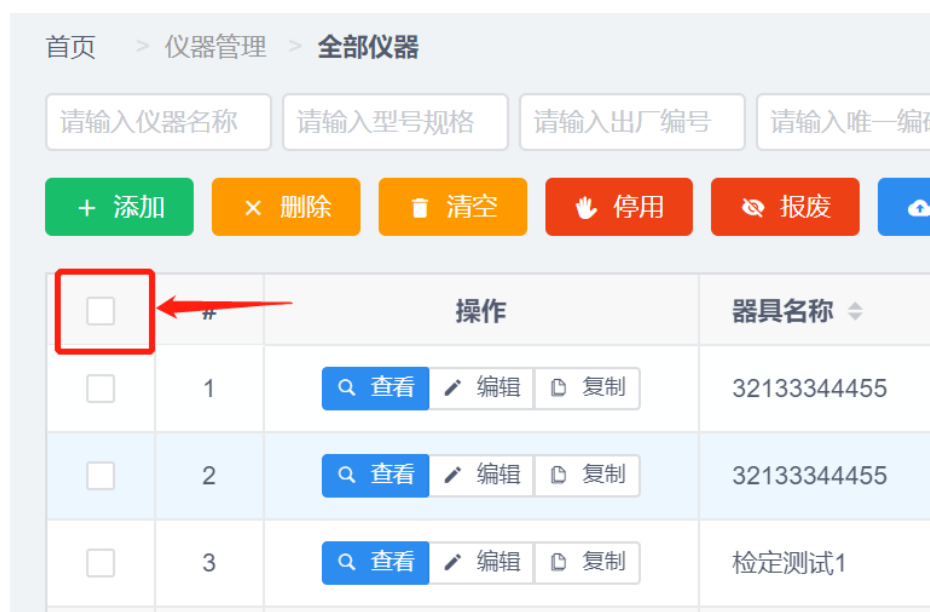 首页 > 仪器管理 > 全部仪器
请输入仪器名称 请输入型号规格 请输入出厂编号 请输入唯一编
+ 添加 × 删除 清空 停用 报废
# 操作 器具名称
1 查看 编辑 复制 32133344455
2 查看 编辑 复制 32133344455
3 查看 编辑 复制 检定测试1